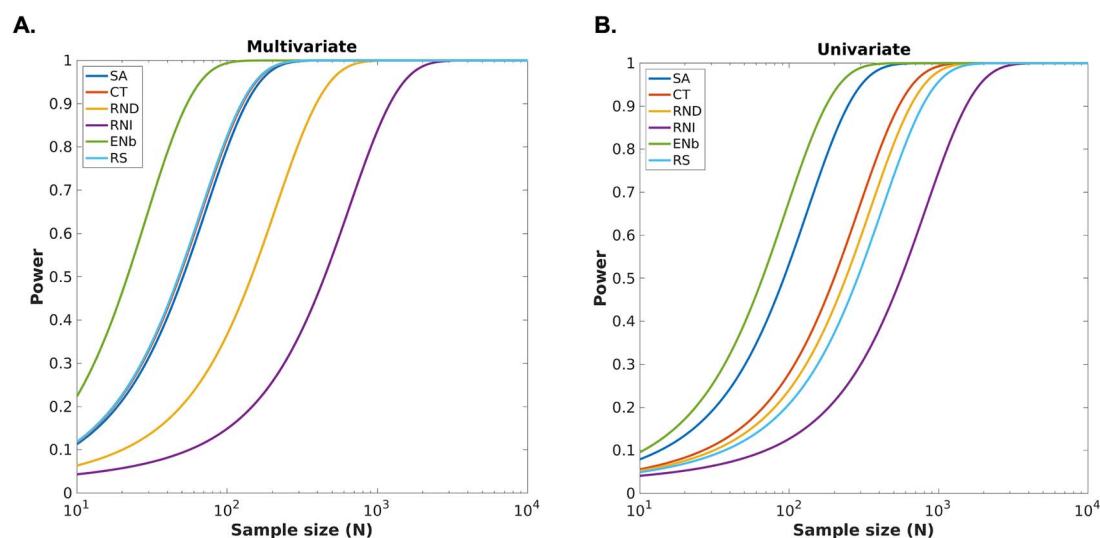 A.
Multivariate
Power
1
0.9
0.8
0.7
0.6
0.5
0.4
0.3
0.2
0.1
0
SA
CT
RND
RNI
ENb
RS
10^1
10^2
10^3
10^4
Sample size (N)
B.
Univariate
Power
1
0.9
0.8
0.7
0.6
0.5
0.4
0.3
0.2
0.1
0
SA
CT
RND
RNI
ENb
RS
10^1
10^2
10^3
10^4
Sample size (N)